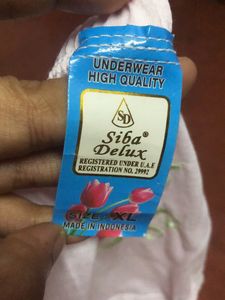 UNDERWEAR
HIGH QUALITY
SD
Siba®
Delux
REGISTERED UNDER U.A.E
REGISTRATION NO. 29992
SIZE: XL
MADE IN INDONESIA